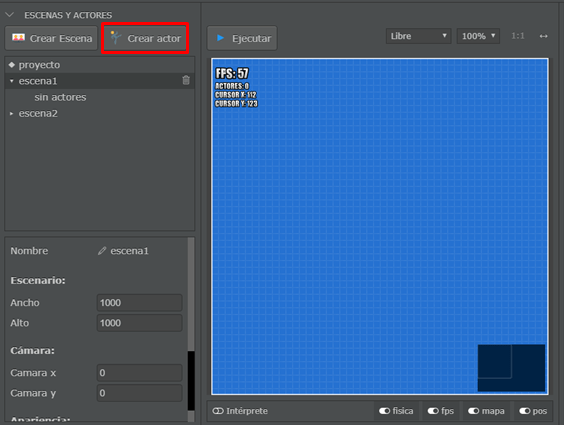 ESCENAS Y ACTORES
Crear Escena
Crear actor
Ejecutar
Libre
100%
1:1
proyecto
escena1
sin actores
escena2
FPS: 57
ACTORES: 0
CURSOR X:-112
CURSOR Y: 123
Nombre
escena1
Escenario:
Ancho
1000
Alto
1000
Cámara:
Camara x
0
Camara y
0
Apariencia:
Intérprete
física
fps
mapa
pos